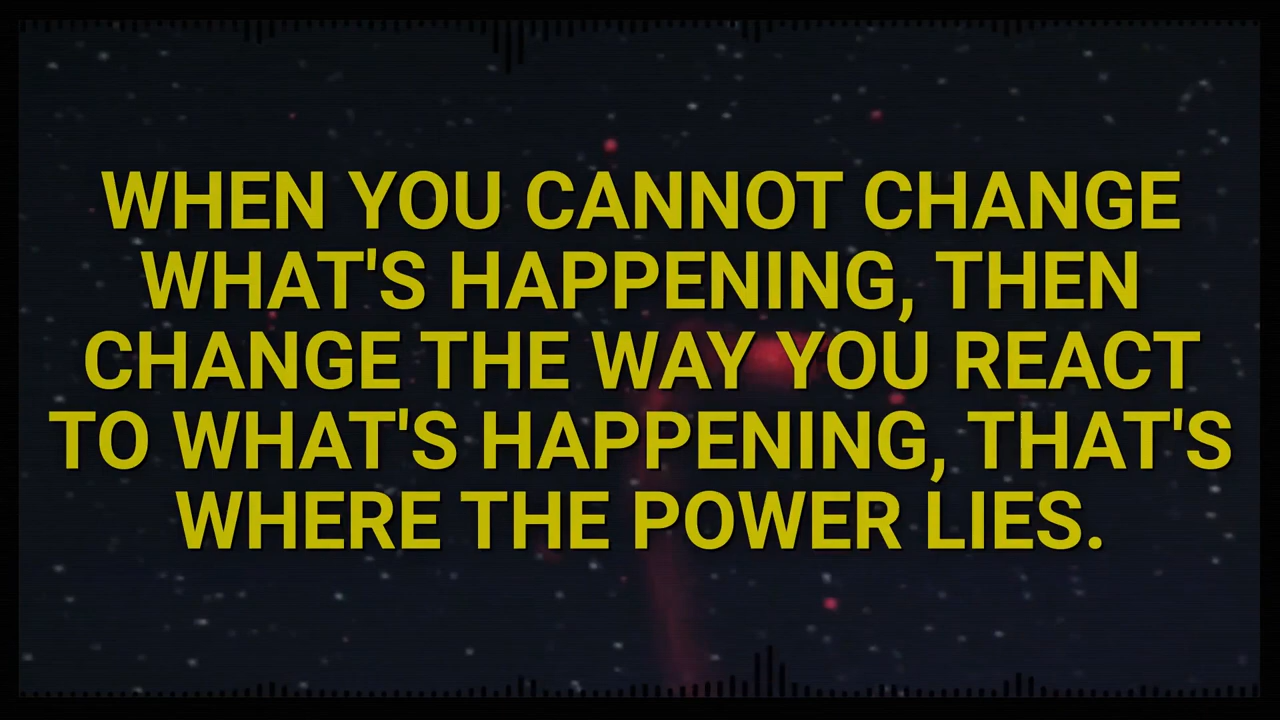 WHEN YOU CANNOT CHANGE
WHAT'S HAPPENING, THEN
CHANGE THE WAY YOU REACT
TO WHAT'S HAPPENING, THAT'S
WHERE THE POWER LIES.